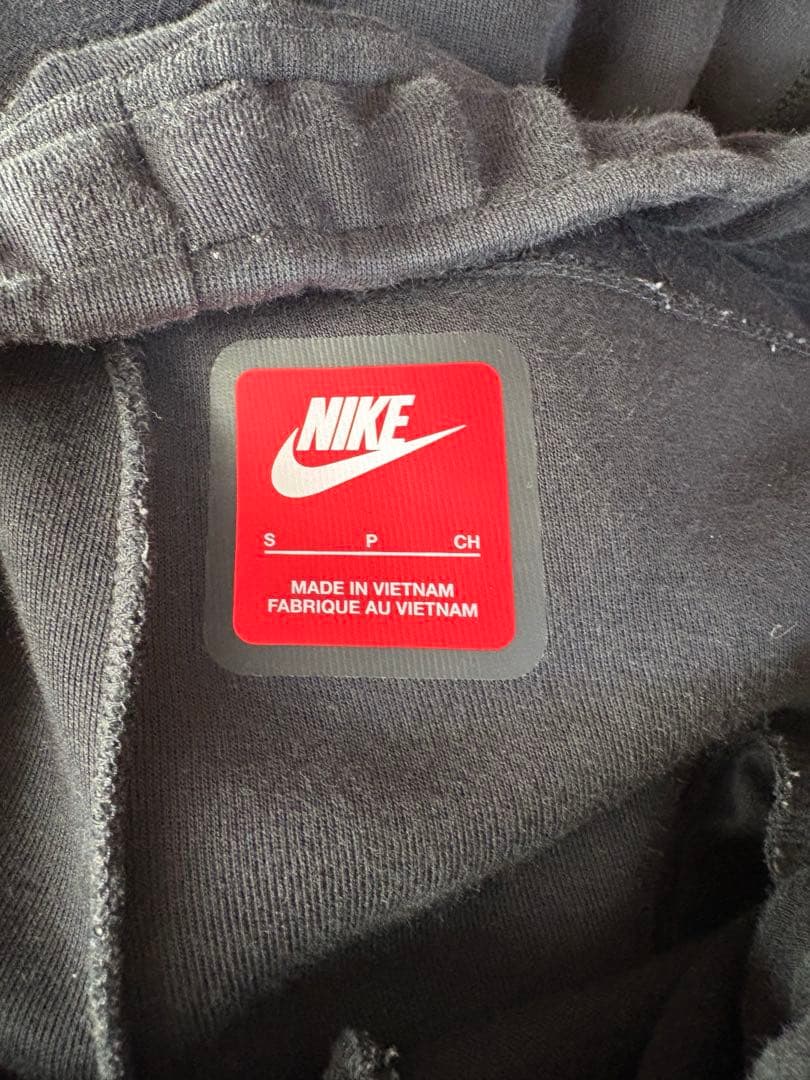 NIKE
S P CH
MADE IN VIETNAM
FABRIQUE AU VIETNAM